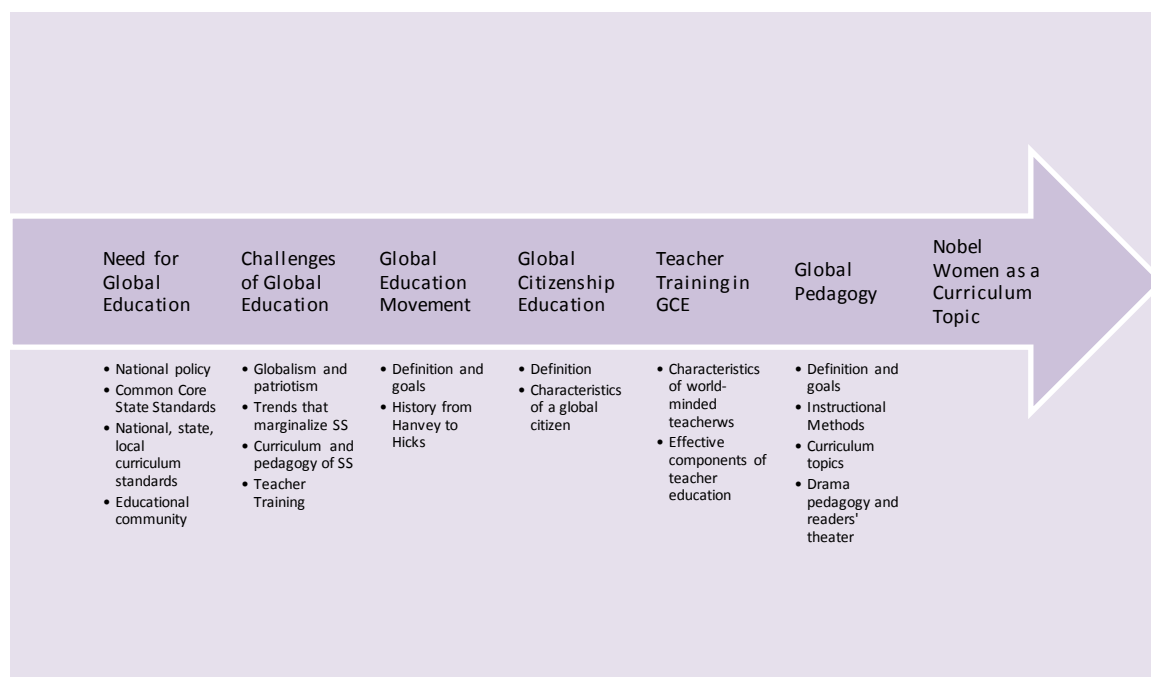 Need for
Global
Education
• National policy
• Common Core
State Standards
• National, state,
local
curriculum
standards
• Educational
community
Challenges
of Global
Education
• Globalism and
patriotism
• Trends that
marginalize SS
• Curriculum and
pedagogy of SS
• Teacher
Training
Global
Education
Movement
• Definition and
goals
• History from
Hanvey to
Hicks
Global
Citizenship
Education
• Definition
• Characteristics
of a global
citizen
Teacher
Training in
GCE
• Characteristics
of world-
minded
teacherws
• Effective
components of
teacher
education
Global
Pedagogy
• Definition and
goals
• Instructional
Methods
• Curriculum
topics
• Drama
pedagogy and
readers'
theater
Nobel
Women as a
Curriculum
Topic